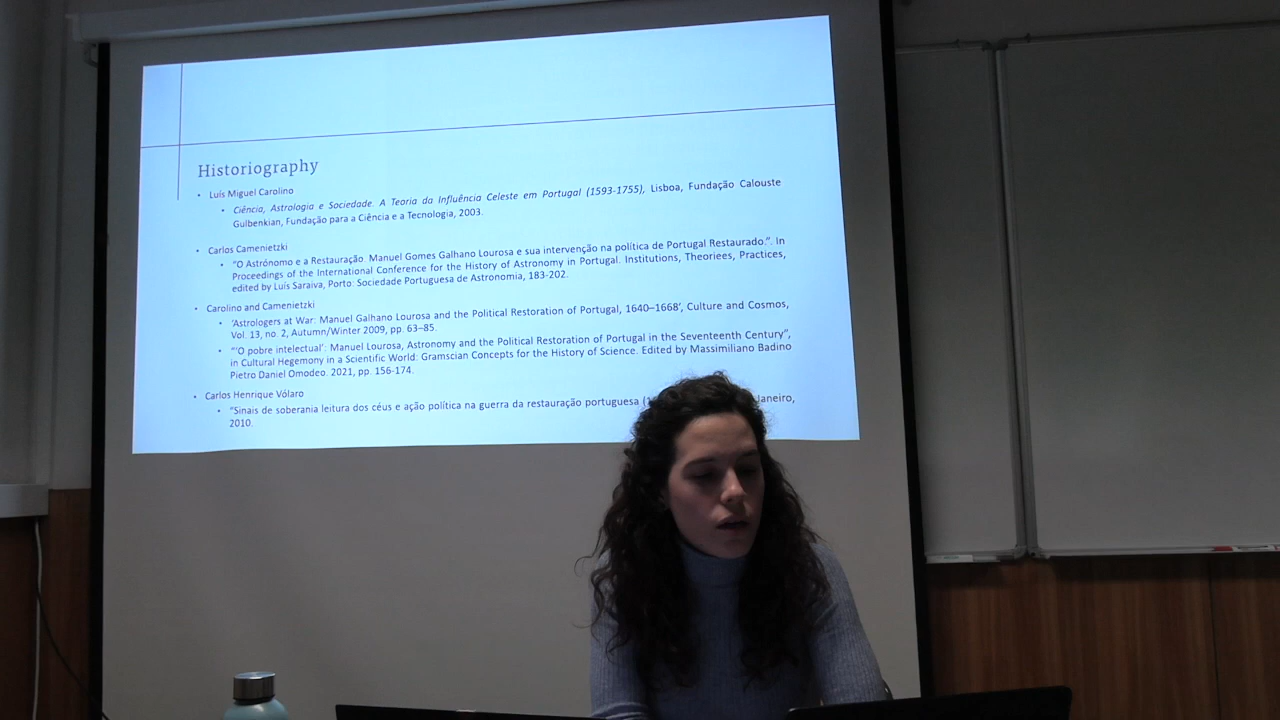 Historiography
• Luís Miguel Carolino
• Ciência, Astrologia e Sociedade. A Teoria da Influência Celeste em Portugal (1593-1755), Lisboa, Fundação Calouste
Gulbenkian, Fundação para a Ciência e a Tecnologia, 2003.
• Carlos Camenietzki
• "O Astrónomo e a Restauração. Manuel Gomes Galhano Lourosa e sua intervenção na política de Portugal Restaurado.". In
Proceedings of the International Conference for the History of Astronomy in Portugal. Institutions, Theoriees, Practices,
edited by Luís Saraiva, Porto: Sociedade Portuguesa de Astronomia, 183-202.
• Carolino and Camenietzki
• 'Astrologers at War: Manuel Galhano Lourosa and the Political Restoration of Portugal, 1640–1668', Culture and Cosmos,
Vol. 13, no. 2, Autumn/Winter 2009, pp. 63–85.
• "'O pobre intelectual': Manuel Lourosa, Astronomy and the Political Restoration of Portugal in the Seventeenth Century",
in Cultural Hegemony in a Scientific World: Gramscian Concepts for the History of Science. Edited by Massimiliano Badino
Pietro Daniel Omodeo. 2021, pp. 156-174.
• Carlos Henrique Vólaro
• "Sinais de soberania leitura dos céus e ação política na guerra da restauração portuguesa Janeiro,
2010.